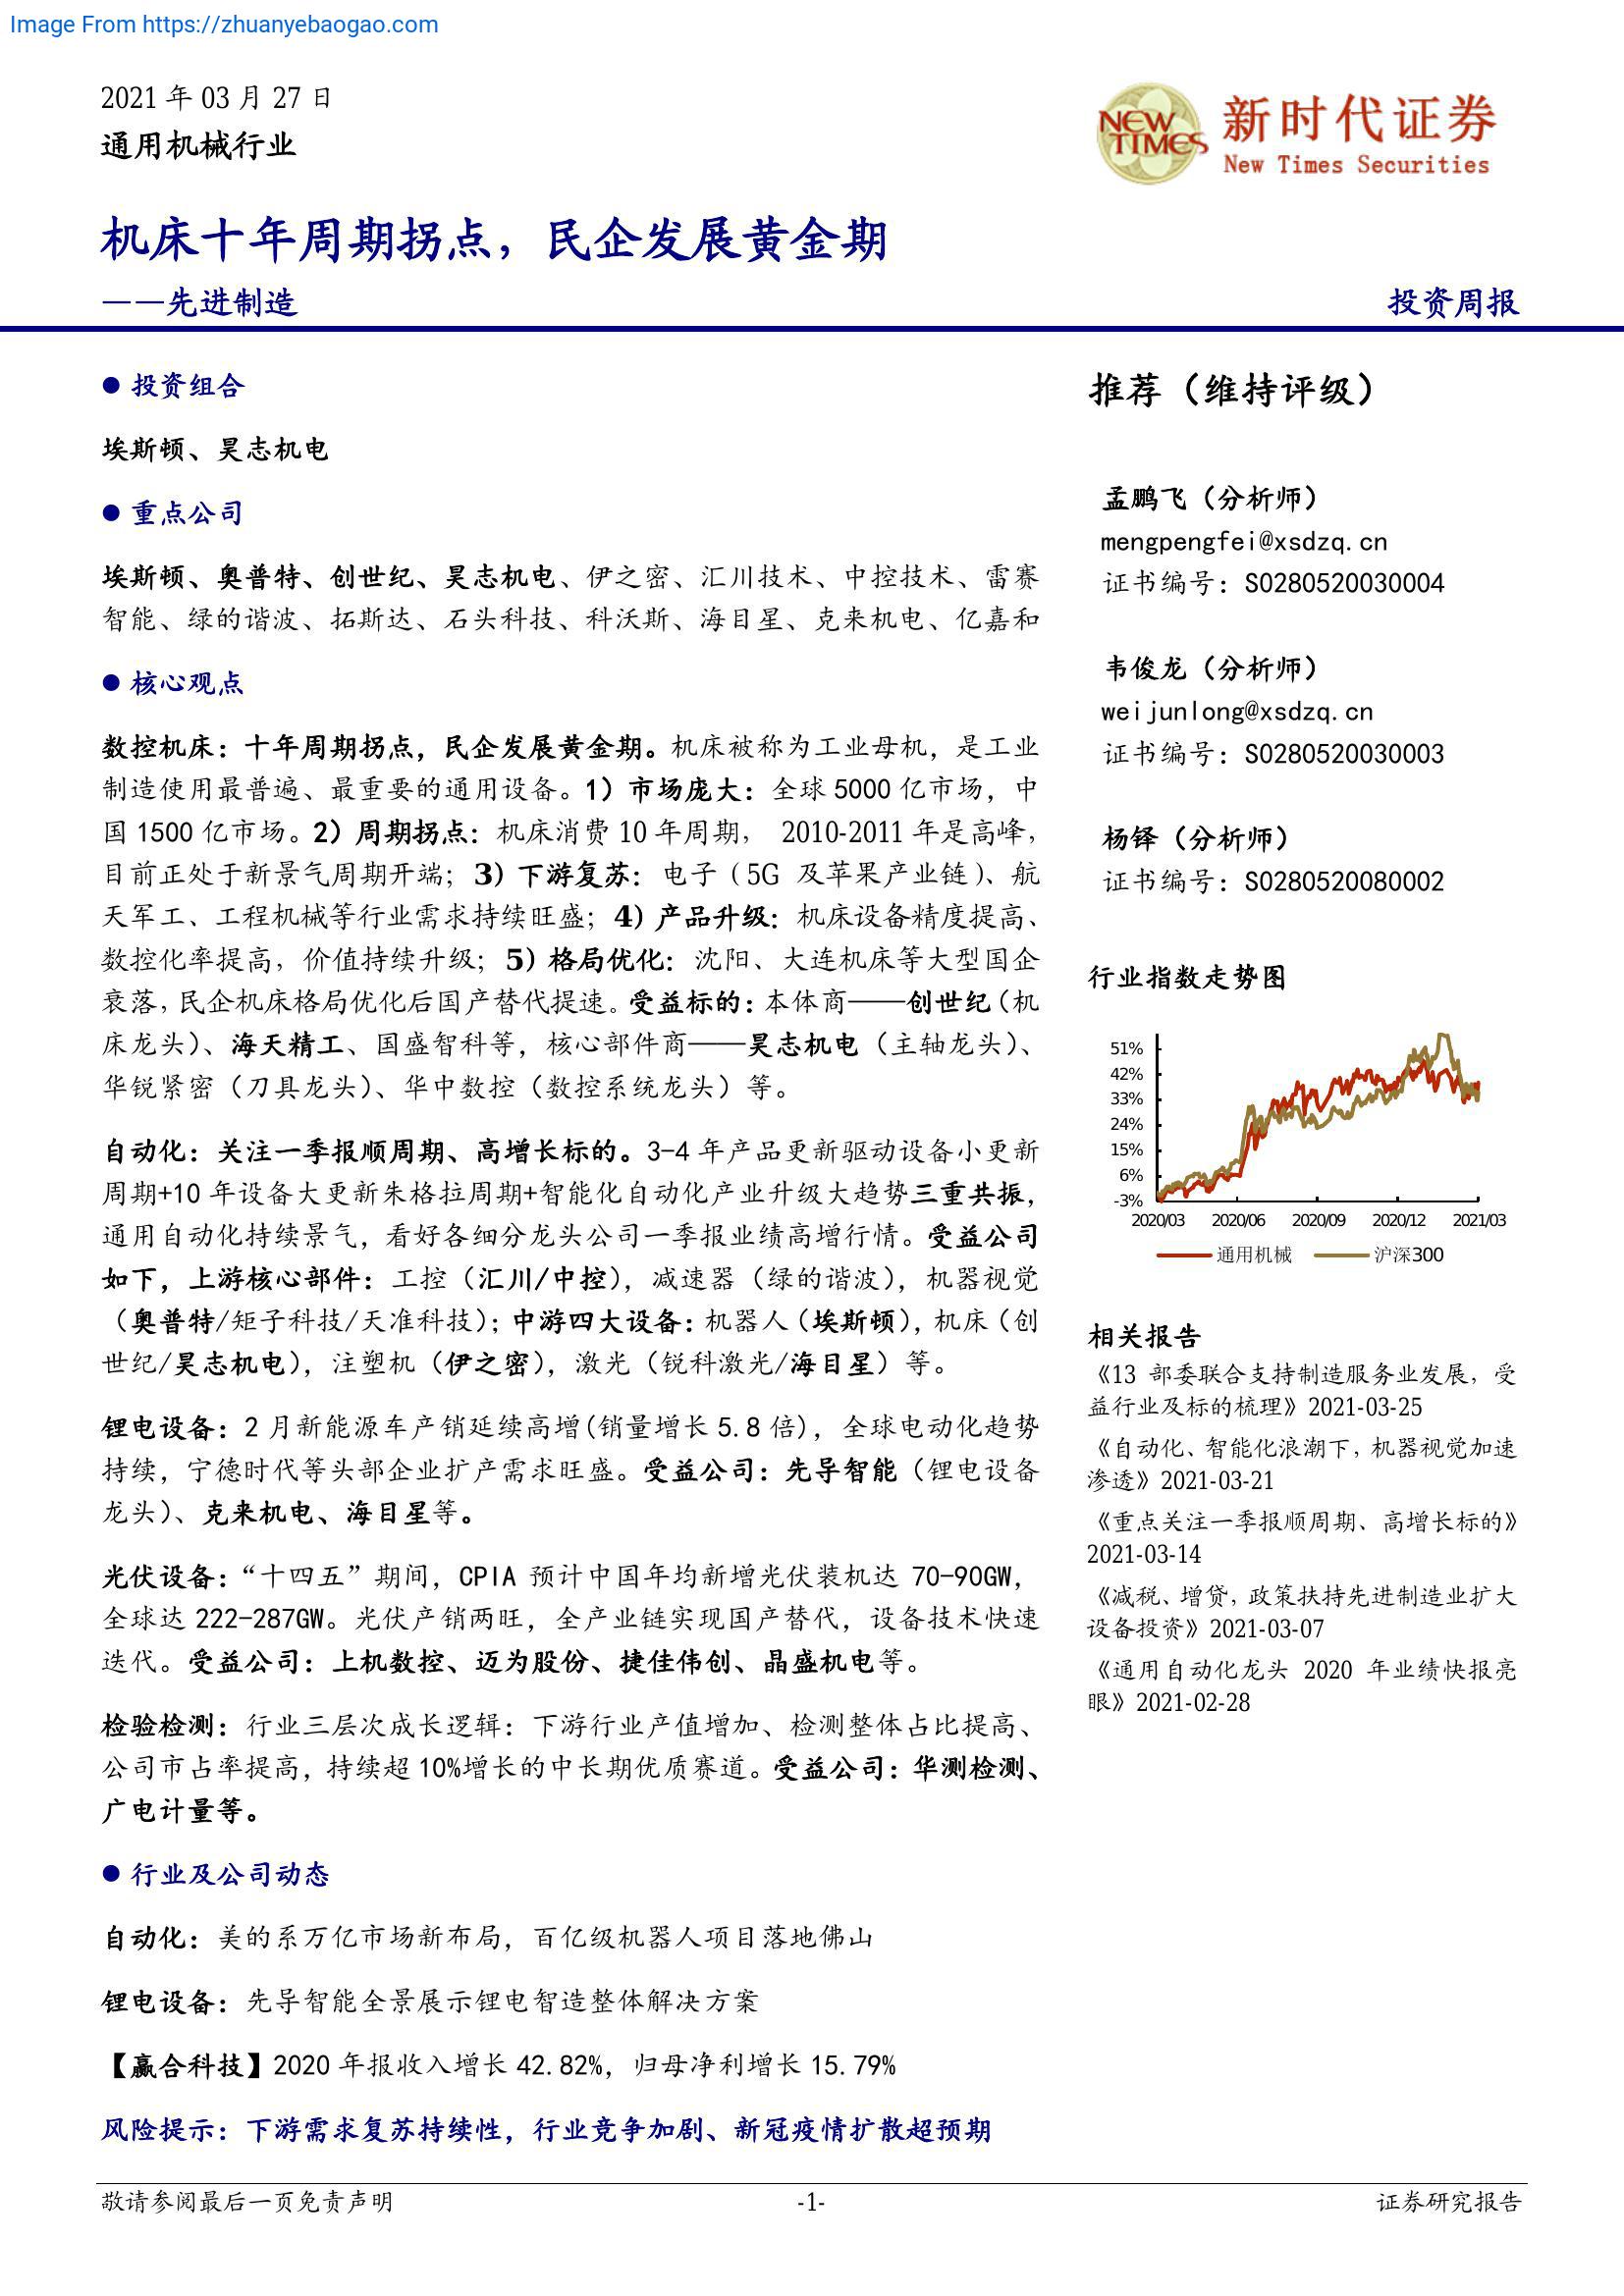 Image From https://zhuanyebaogao.com
2021 年 03 月 27 日
通用机械行业
NEW TIMES
新时代证券
New Times Securities
机床十年周期拐点，民企发展黄金期
——先进制造
投资周报
● 投资组合
埃斯顿、昊志机电
● 重点公司
埃斯顿、奥普特、创世纪、昊志机电、伊之密、汇川技术、中控技术、雷赛
智能、绿的谐波、拓斯达、石头科技、科沃斯、海目星、克来机电、亿嘉和
● 核心观点
数控机床：十年周期拐点，民企发展黄金期。机床被称为工业母机，是工业
制造使用最普遍、最重要的通用设备。1）市场庞大：全球 5000 亿市场，中
国 1500 亿市场。2）周期拐点：机床消费 10 年周期， 2010-2011 年是高峰，
目前正处于新景气周期开端；3) 下游复苏：电子（5G 及苹果产业链）、航
天军工、工程机械等行业需求持续旺盛；4) 产品升级：机床设备精度提高、
数控化率提高，价值持续升级；5) 格局优化：沈阳、大连机床等大型国企
衰落，民企机床格局优化后国产替代提速。受益标的：本体商——创世纪（机
床龙头）、海天精工、国盛智科等，核心部件商——昊志机电（主轴龙头）、
华锐紧密（刀具龙头）、华中数控（数控系统龙头）等。
自动化：关注一季报顺周期、高增长标的。3-4 年产品更新驱动设备小更新
周期+10 年设备大更新朱格拉周期+智能化自动化产业升级大趋势三重共振，
通用自动化持续景气，看好各细分龙头公司一季报业绩高增行情。受益公司
如下，上游核心部件：工控（汇川/中控），减速器（绿的谐波），机器视觉
（奥普特/矩子科技/天准科技）；中游四大设备：机器人（埃斯顿），机床（创
世纪/昊志机电），注塑机（伊之密），激光（锐科激光/海目星）等。
锂电设备：2 月新能源车产销延续高增(销量增长 5.8 倍)，全球电动化趋势
持续，宁德时代等头部企业扩产需求旺盛。受益公司：先导智能（锂电设备
龙头）、克来机电、海目星等。
光伏设备：“十四五”期间，CPIA 预计中国年均新增光伏装机达 70-90GW，
全球达 222-287GW。光伏产销两旺，全产业链实现国产替代，设备技术快速
迭代。受益公司：上机数控、迈为股份、捷佳伟创、晶盛机电等。
检验检测：行业三层次成长逻辑：下游行业产值增加、检测整体占比提高、
公司市占率提高，持续超 10%增长的中长期优质赛道。受益公司：华测检测、
广电计量等。
● 行业及公司动态
自动化：美的系万亿市场新布局，百亿级机器人项目落地佛山
锂电设备：先导智能全景展示锂电智造整体解决方案
【赢合科技】2020 年报收入增长 42.82%，归母净利增长 15.79%
风险提示：下游需求复苏持续性，行业竞争加剧、新冠疫情扩散超预期
推荐（维持评级）
孟鹏飞（分析师）
mengpengfei@xsdzq.cn
证书编号：S0280520030004
韦俊龙（分析师）
weijunlong@xsdzq.cn
证书编号：S0280520030003
杨铎（分析师）
证书编号：S0280520080002
行业指数走势图
51%
42%
33%
24%
15%
6%
-3%
2020/03 2020/06 2020/09 2020/12 2021/03
通用机械 沪深300
相关报告
《13 部委联合支持制造服务业发展，受
益行业及标的梳理》2021-03-25
《自动化、智能化浪潮下，机器视觉加速
渗透》2021-03-21
《重点关注一季报顺周期、高增长标的》
2021-03-14
《减税、增贷，政策扶持先进制造业扩大
设备投资》2021-03-07
《通用自动化龙头 2020 年业绩快报亮
眼》2021-02-28
敬请参阅最后一页免责声明
-1-
证券研究报告